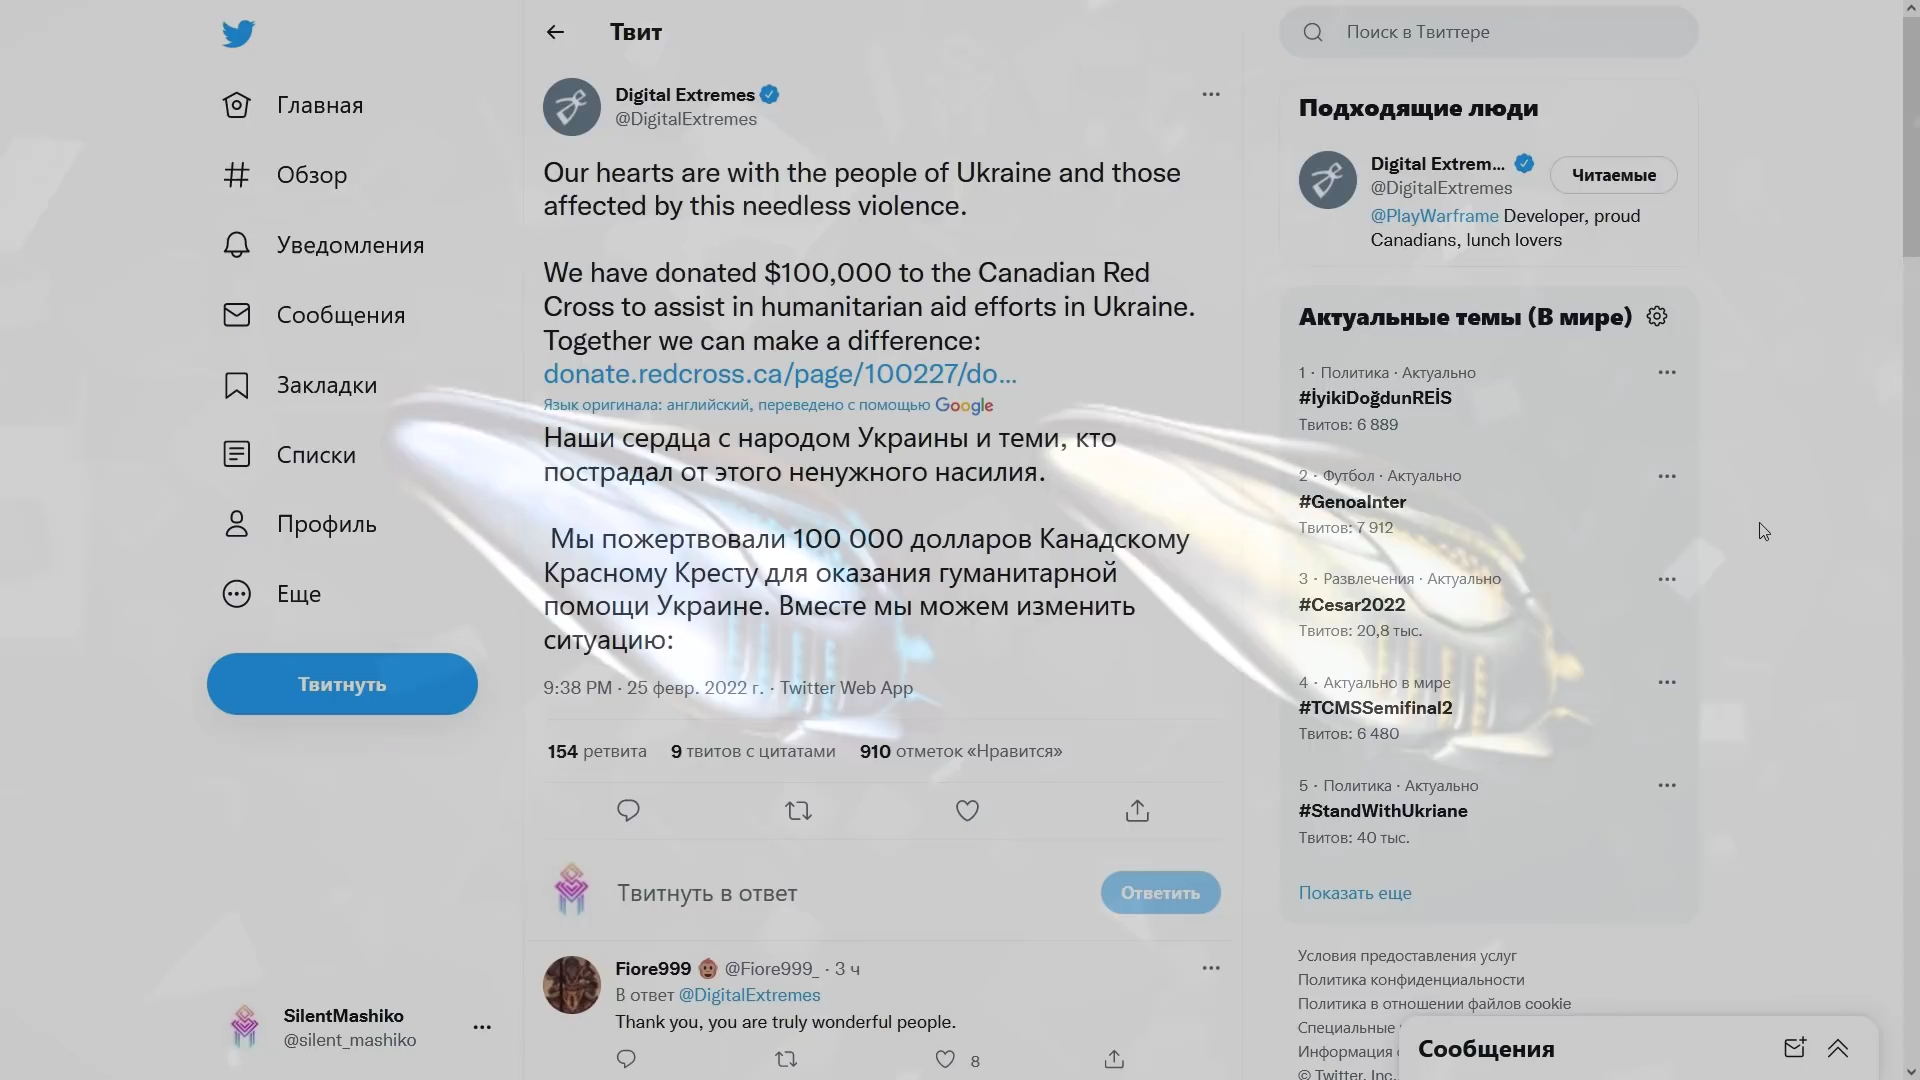 Главная
Обзор
Уведомления
Сообщения
Закладки
Списки
Профиль
Еще
Твитнуть
SilentMashiko
@silent_mashiko
Твит
Digital Extremes
@DigitalExtremes
Our hearts are with the people of Ukraine and those
affected by this needless violence.
We have donated $100,000 to the Canadian Red
Cross to assist in humanitarian aid efforts in Ukraine.
Together we can make a difference:
donate.redcross.ca/page/100227/do...
Язык оригинала: английский, переведено с помощью Google
Наши сердца с народом Украины и теми, кто
пострадал от этого ненужного насилия.
Мы пожертвовали 100 000 долларов Канадскому
Красному Кресту для оказания гуманитарной
помощи Украине. Вместе мы можем изменить
ситуацию:
9:38 PM · 25 февр. 2022 г. · Twitter Web App
154 ретвита 9 твитов с цитатами 910 отметок «Нравится»
Твитнуть в ответ
Ответить
Fiore999 @Fiore999_ · 3 ч
В ответ @DigitalExtremes
Thank you, you are truly wonderful people.
8
Поиск в Твиттере
Подходящие люди
Digital Extrem...
@DigitalExtremes
Читаемые
@PlayWarframe Developer, proud
Canadians, lunch lovers
Актуальные темы (В мире)
1 · Политика · Актуально
#İyikiDoğdunREİS
Твитов: 6 889
2 · Футбол · Актуально
#GenoaInter
Твитов: 7 912
3 · Развлечения · Актуально
#Cesar2022
Твитов: 20,8 тыс.
4 · Актуально в мире
#TCMSSemifinal2
Твитов: 6 480
5 · Политика · Актуально
#StandWithUkriane
Твитов: 40 тыс.
Показать еще
Условия предоставления услуг
Политика конфиденциальности
Политика в отношении файлов cookie
Специальные
Информация
© Twitter, Inc.
Сообщения